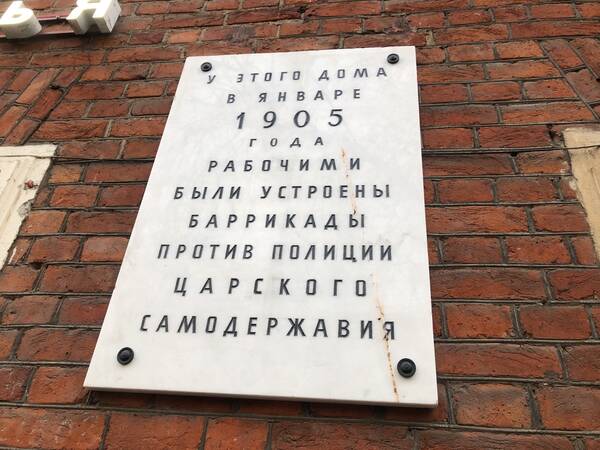 У ЭТОГО ДОМА
В ЯНВАРЕ
1905
ГОДА
РАБОЧИМИ
БЫЛИ УСТРОЕНЫ
БАРРИКАДЫ
ПРОТИВ ПОЛИЦИИ
ЦАРСКОГО
САМОДЕРЖАВИЯ